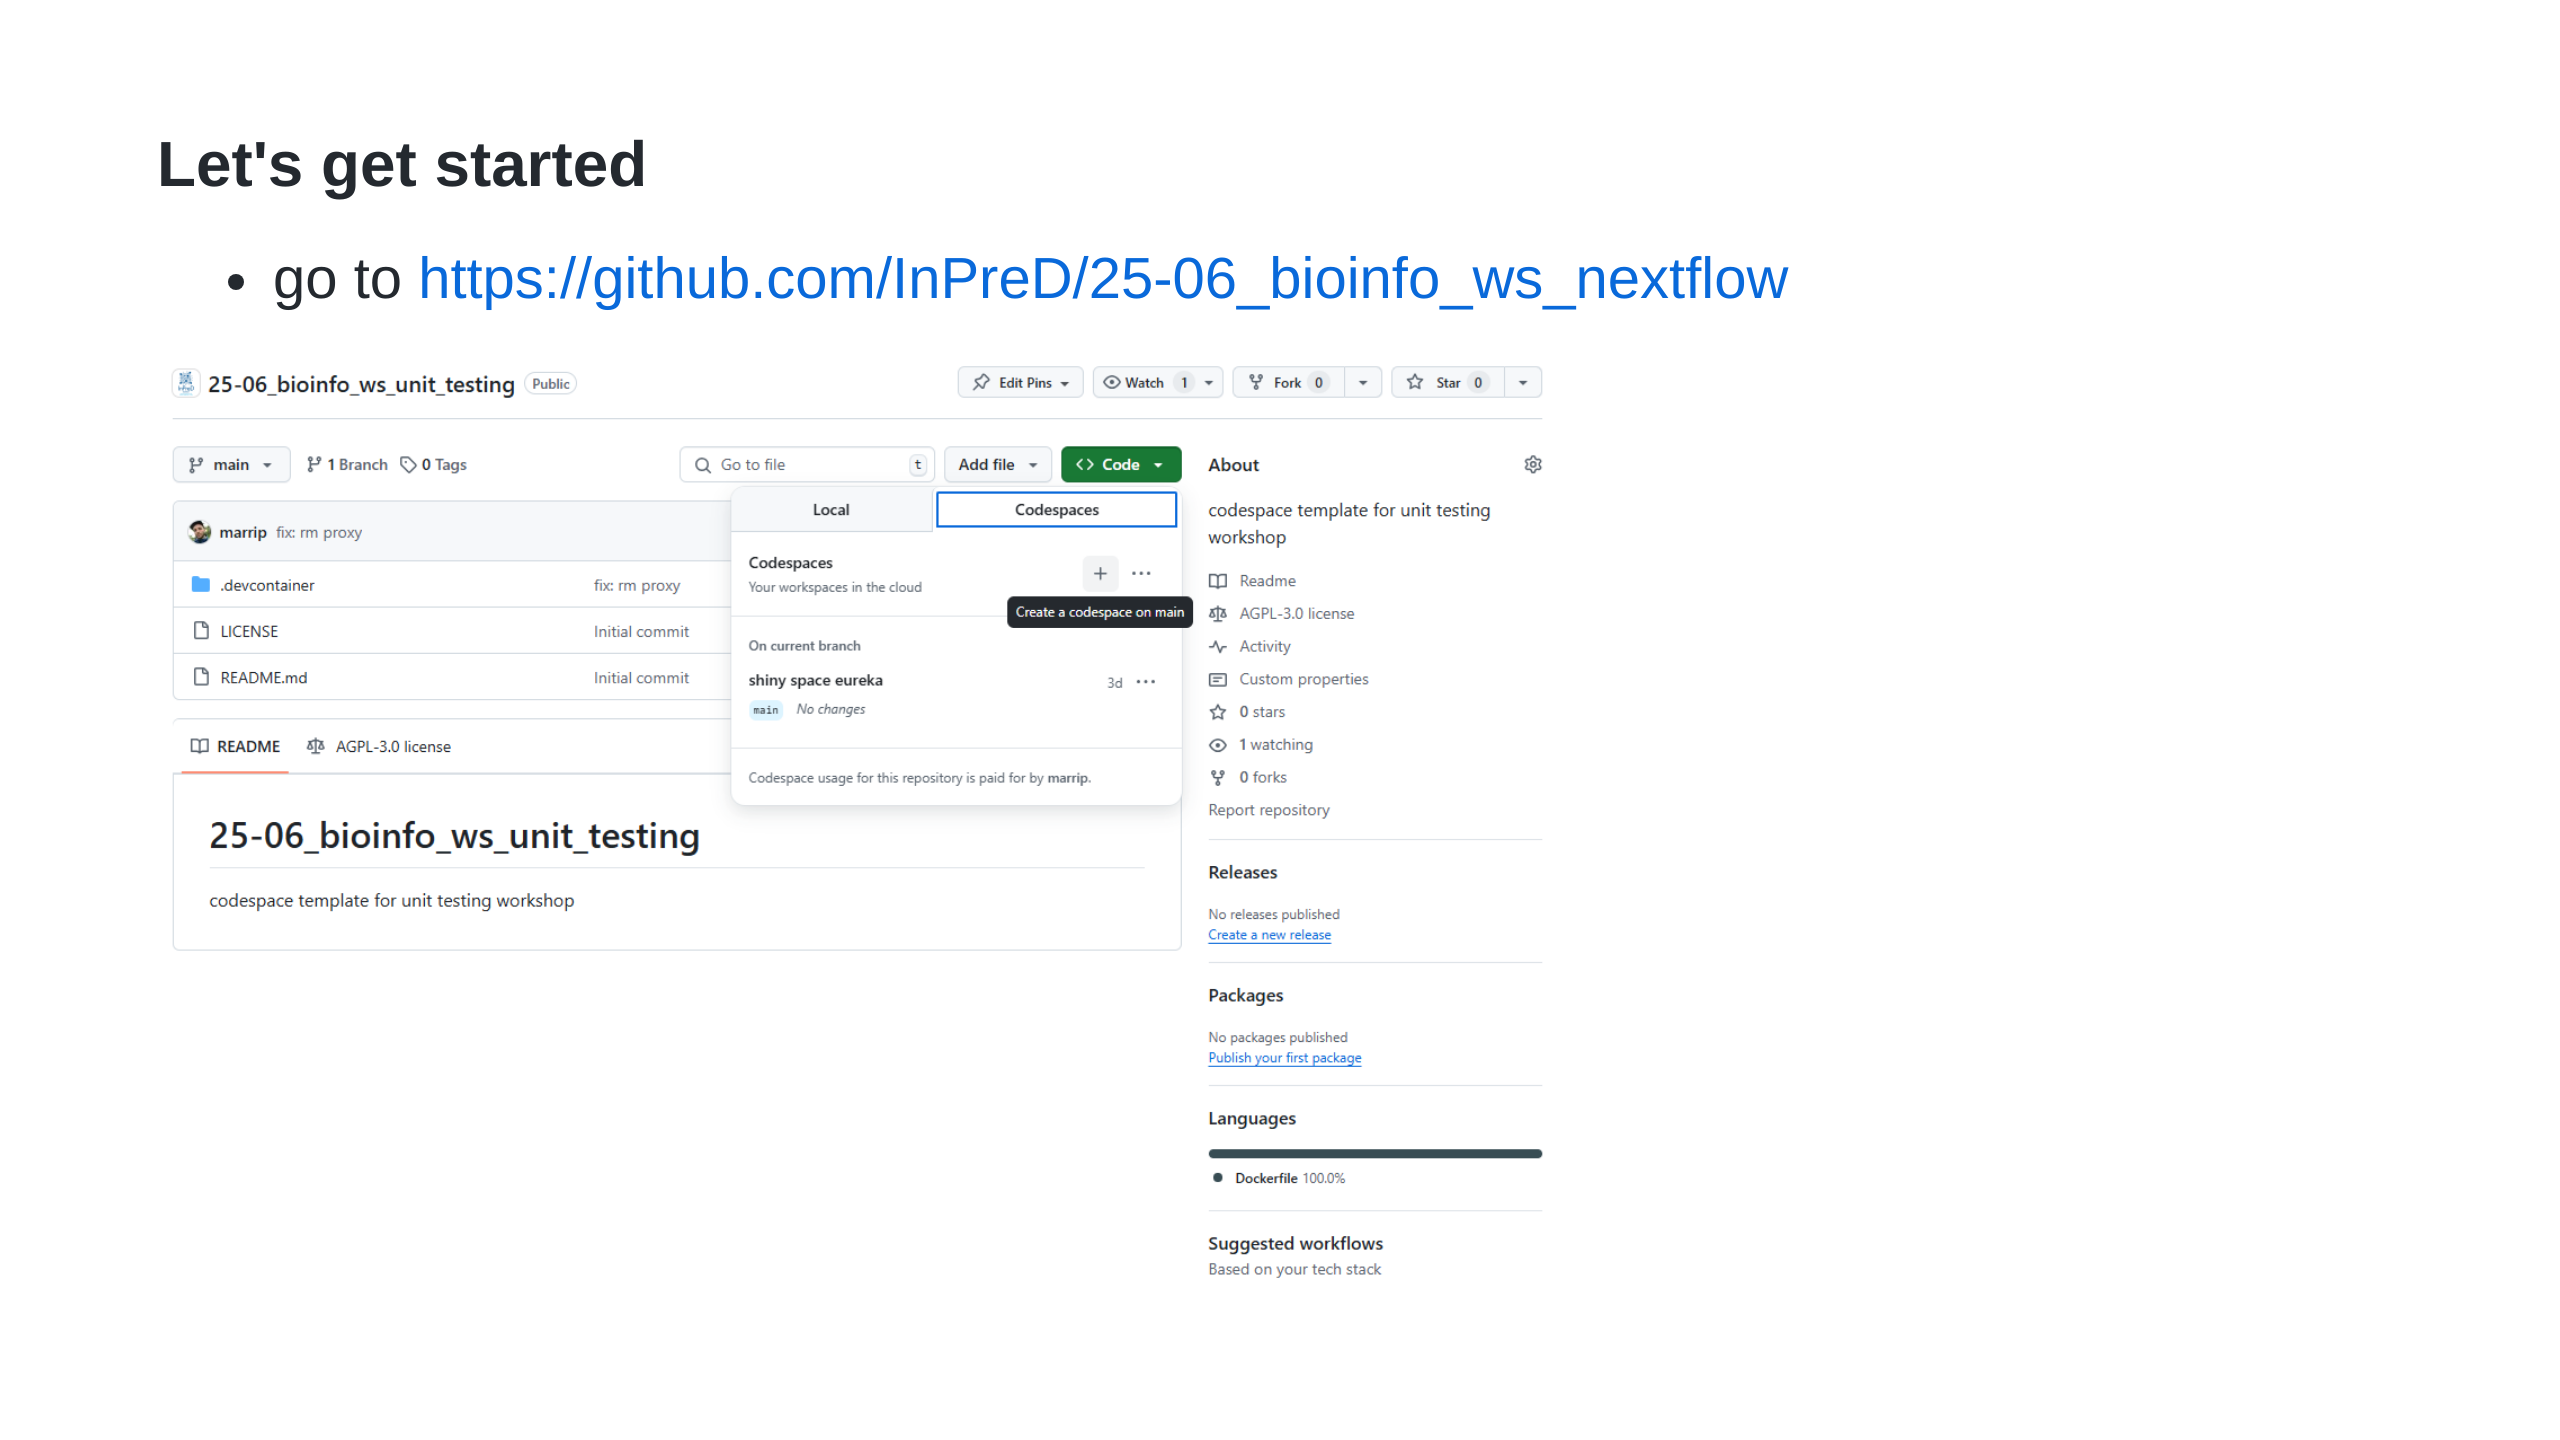 Let's get started
• go to https://github.com/InPreD/25-06_bioinfo_ws_nextflow
25-06_bioinfo_ws_unit_testing Public
Edit Pins Watch 1 Fork 0 Star 0
main 1 Branch 0 Tags
Go to file t Add file Code
Local Codespaces
marrip fix: rm proxy
.devcontainer fix: rm proxy
LICENSE Initial commit
README.md Initial commit
Codespaces
Your workspaces in the cloud
Create a codespace on main
On current branch
shiny space eureka 3d
main No changes
Codespace usage for this repository is paid for by marrip.
README AGPL-3.0 license
25-06_bioinfo_ws_unit_testing
codespace template for unit testing workshop
About
codespace template for unit testing
workshop
Readme
AGPL-3.0 license
Activity
Custom properties
0 stars
1 watching
0 forks
Report repository
Releases
No releases published
Create a new release
Packages
No packages published
Publish your first package
Languages
Dockerfile 100.0%
Suggested workflows
Based on your tech stack